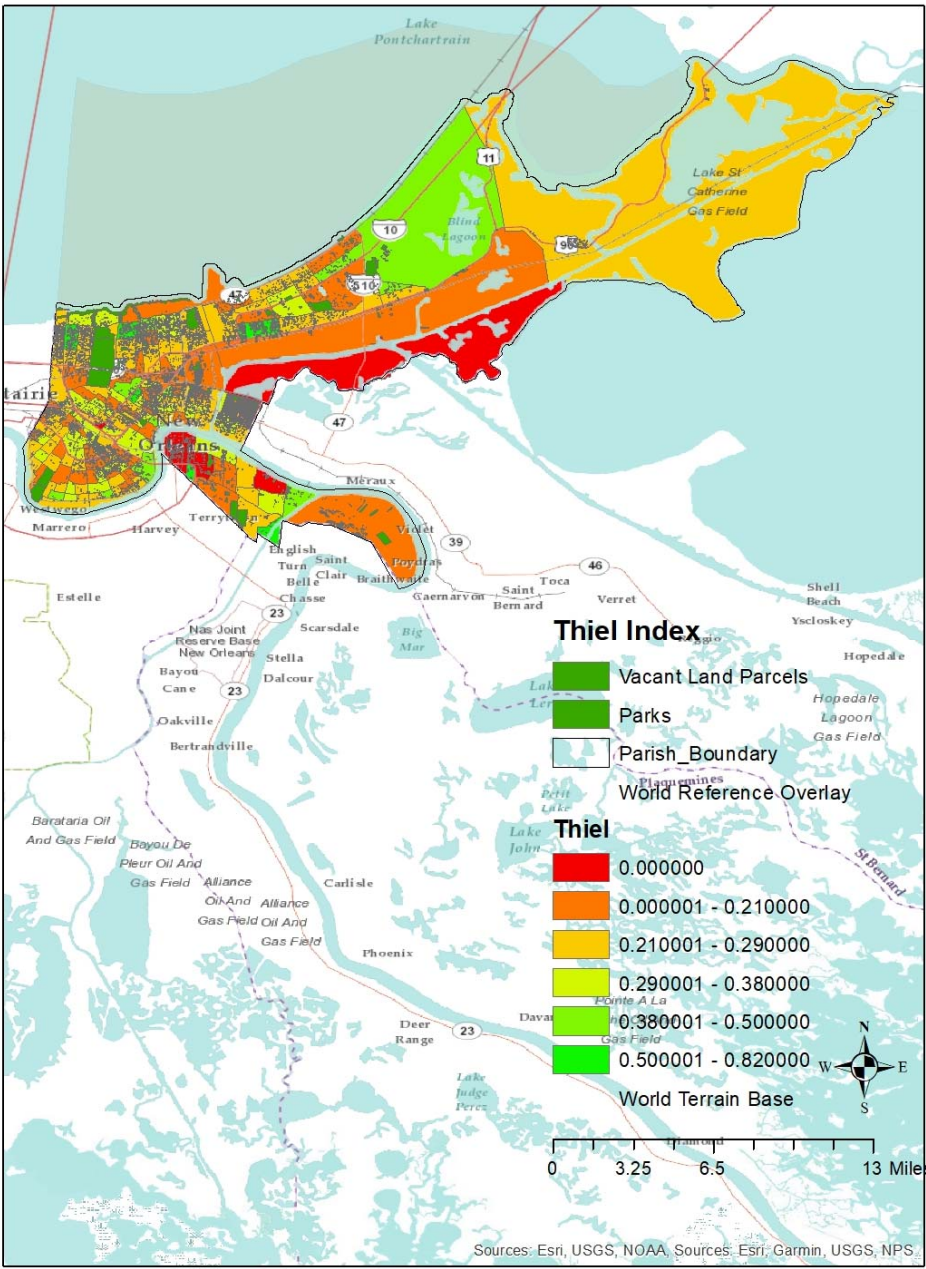 Lake
Pontchartrain
11
Lake St
Catherine
Gas Field
Blind
Lagoon
10
90
47
510
tairie
New
Orleans
47
Meraux
Westwego
Marrero
Harvey
Violet
39
English
Turn
Saint
Clair
Belle
Chasse
Braithwaite
Poydras
Caernarvon
Saint
Bernard
Toca
46
Verret
Shell
Beach
Yscloskey
Hopedale
Estelle
23
Scarsdale
Big
Mar
Nas Joint
Reserve Base
New Orleans
Stella
Dalcour
Bayou
Cane
23
Oakville
Bertrandville
Hopedale
Lagoon
Gas Field
Thiel Index
Vacant Land Parcels
Parks
Parish_Boundary
Plaquemines
World Reference Overlay
Petit
Lake
Lake
John
St Bernard
Barataria Oil
And Gas Field
Bayou De
Pleur Oil And
Gas Field
Alliance
Oil And
Gas Field
Alliance
Oil And
Gas Field
Carlisle
Phoenix
Deer
Range
23
Lake
Judge
Perez
Thiel
0.000000
0.000001 - 0.210000
0.210001 - 0.290000
0.290001 - 0.380000
Pointe A La
0.380001 - 0.500000
Gas Field
0.500001 - 0.820000
World Terrain Base
N
W
E
S
Diamond
0
3.25
6.5
13 Miles
Sources: Esri, USGS, NOAA, Sources: Esri, Garmin, USGS, NPS